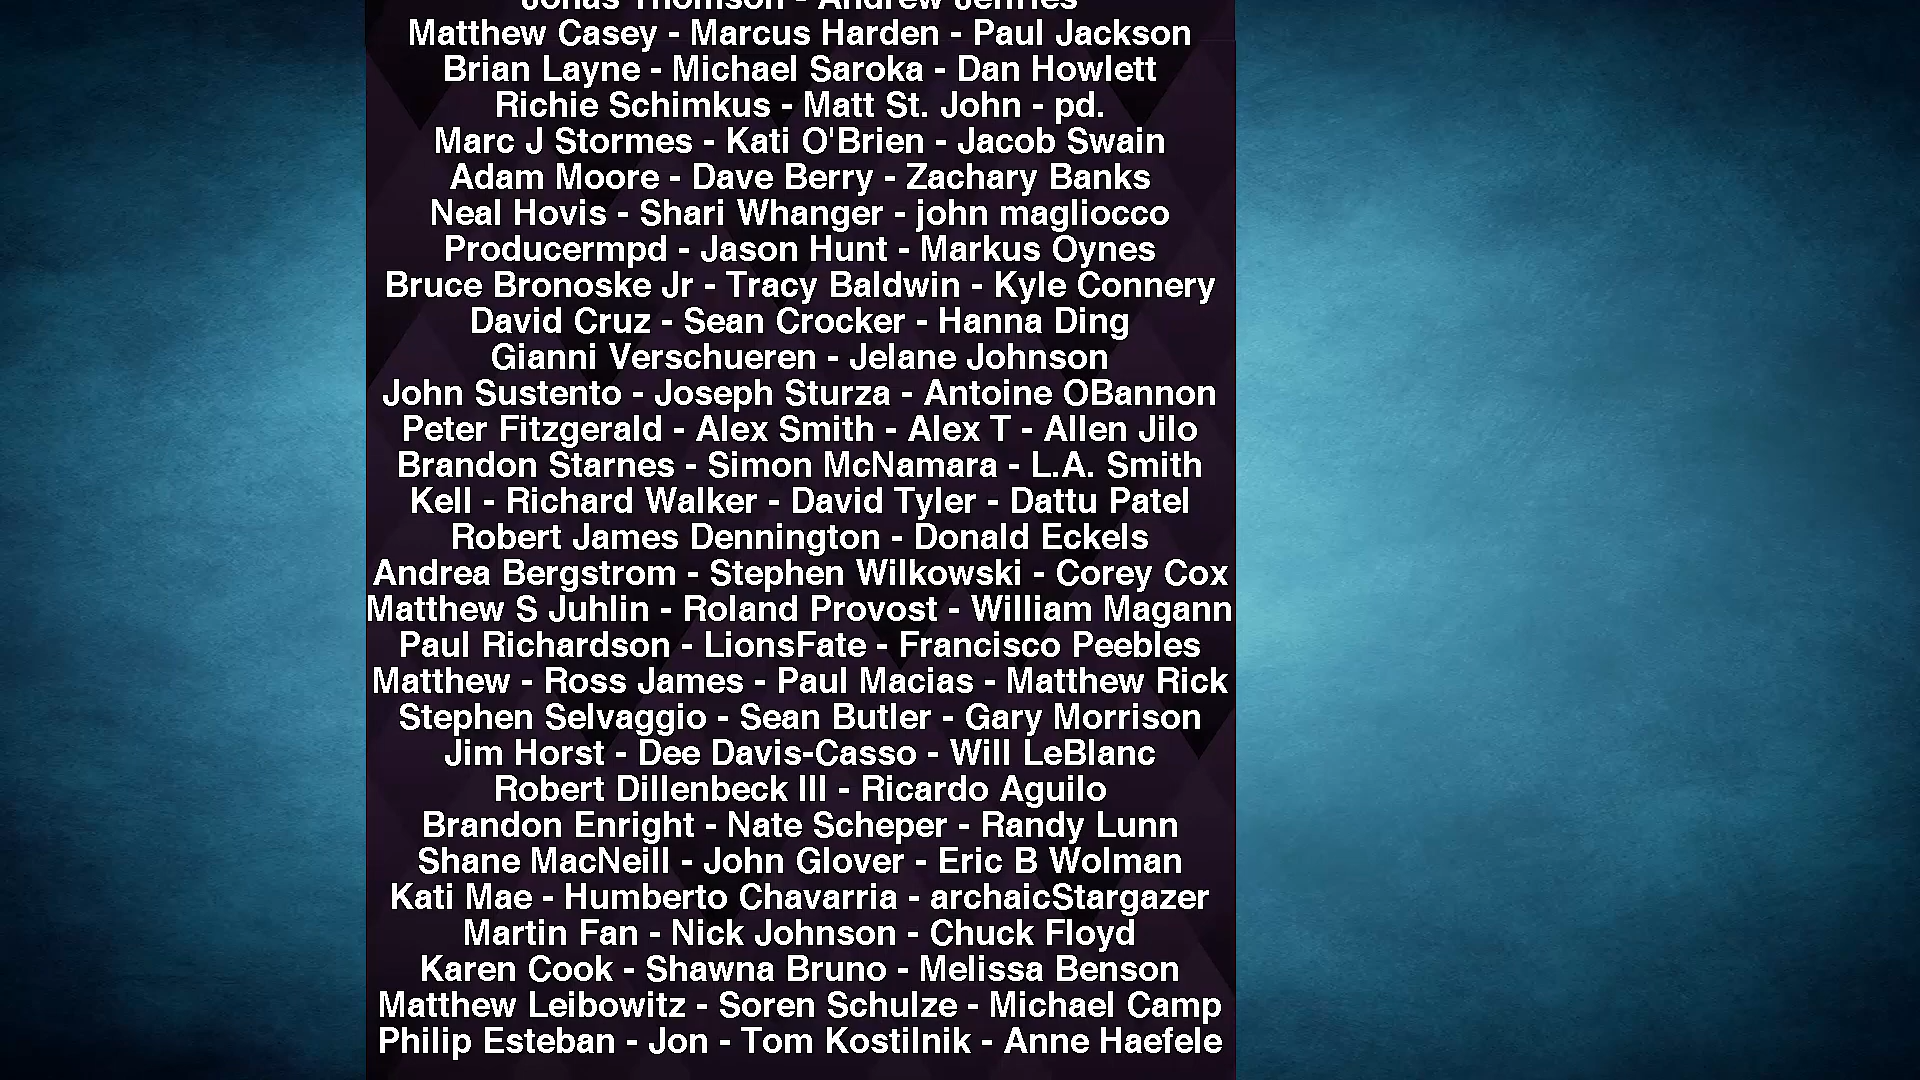 Jonas Thomson - Andrew Jeffries
Matthew Casey - Marcus Harden - Paul Jackson
Brian Layne - Michael Saroka - Dan Howlett
Richie Schimkus - Matt St. John - pd.
Marc J Stormes - Kati O'Brien - Jacob Swain
Adam Moore - Dave Berry - Zachary Banks
Neal Hovis - Shari Whanger - john magliocco
Producermpd - Jason Hunt - Markus Oynes
Bruce Bronoske Jr - Tracy Baldwin - Kyle Connery
David Cruz - Sean Crocker - Hanna Ding
Gianni Verschueren - Jelane Johnson
John Sustento - Joseph Sturza - Antoine OBannon
Peter Fitzgerald - Alex Smith - Alex T - Allen Jilo
Brandon Starnes - Simon McNamara - L.A. Smith
Kell - Richard Walker - David Tyler - Dattu Patel
Robert James Dennington - Donald Eckels
Andrea Bergstrom - Stephen Wilkowski - Corey Cox
Matthew S Juhlin - Roland Provost - William Magann
Paul Richardson - LionsFate - Francisco Peebles
Matthew - Ross James - Paul Macias - Matthew Rick
Stephen Selvaggio - Sean Butler - Gary Morrison
Jim Horst - Dee Davis-Casso - Will LeBlanc
Robert Dillenbeck III - Ricardo Aguilo
Brandon Enright - Nate Scheper - Randy Lunn
Shane MacNeill - John Glover - Eric B Wolman
Kati Mae - Humberto Chavarria - archaicStargazer
Martin Fan - Nick Johnson - Chuck Floyd
Karen Cook - Shawna Bruno - Melissa Benson
Matthew Leibowitz - Soren Schulze - Michael Camp
Philip Esteban - Jon - Tom Kostilnik - Anne Haefele